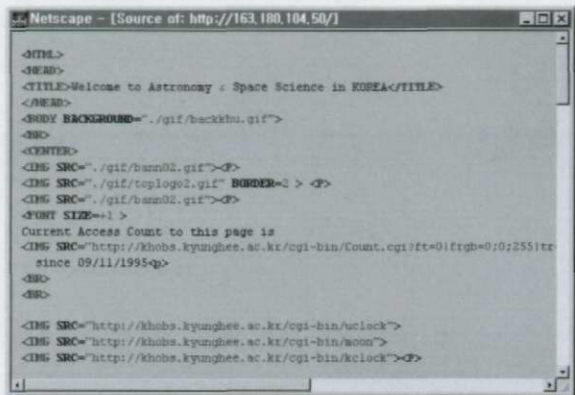 Netscape - [Source of: http://163,180,104,50/]
<HTML>
<HEAD>
<TITLE>Welcome to Astronomy & Space Science in KOREA</TITLE>
</HEAD>
<BODY BACKGROUND="./gif/backkhu.gif">
<BR>
<CENTER>
<IMG SRC="./gif/bann02.gif"><P>
<IMG SRC="./gif/toplogo2.gif" BORDER=2 > <P>
<IMG SRC="./gif/bann02.gif"><P>
<FONT SIZE=+1 >
Current Access Count to this page is
<IMG SRC="http://khobs.kyunghee.ac.kr/cgi-bin/Count.cgi?ft=0|frgb=0;0;255|tr
since 09/11/1995<p>
<BR>
<BR>
<IMG SRC="http://khobs.kyunghee.ac.kr/cgi-bin/uclock">
<IMG SRC="http://khobs.kyunghee.ac.kr/cgi-bin/moon">
<IMG SRC="http://khobs.kyunghee.ac.kr/cgi-bin/kclock"><P>